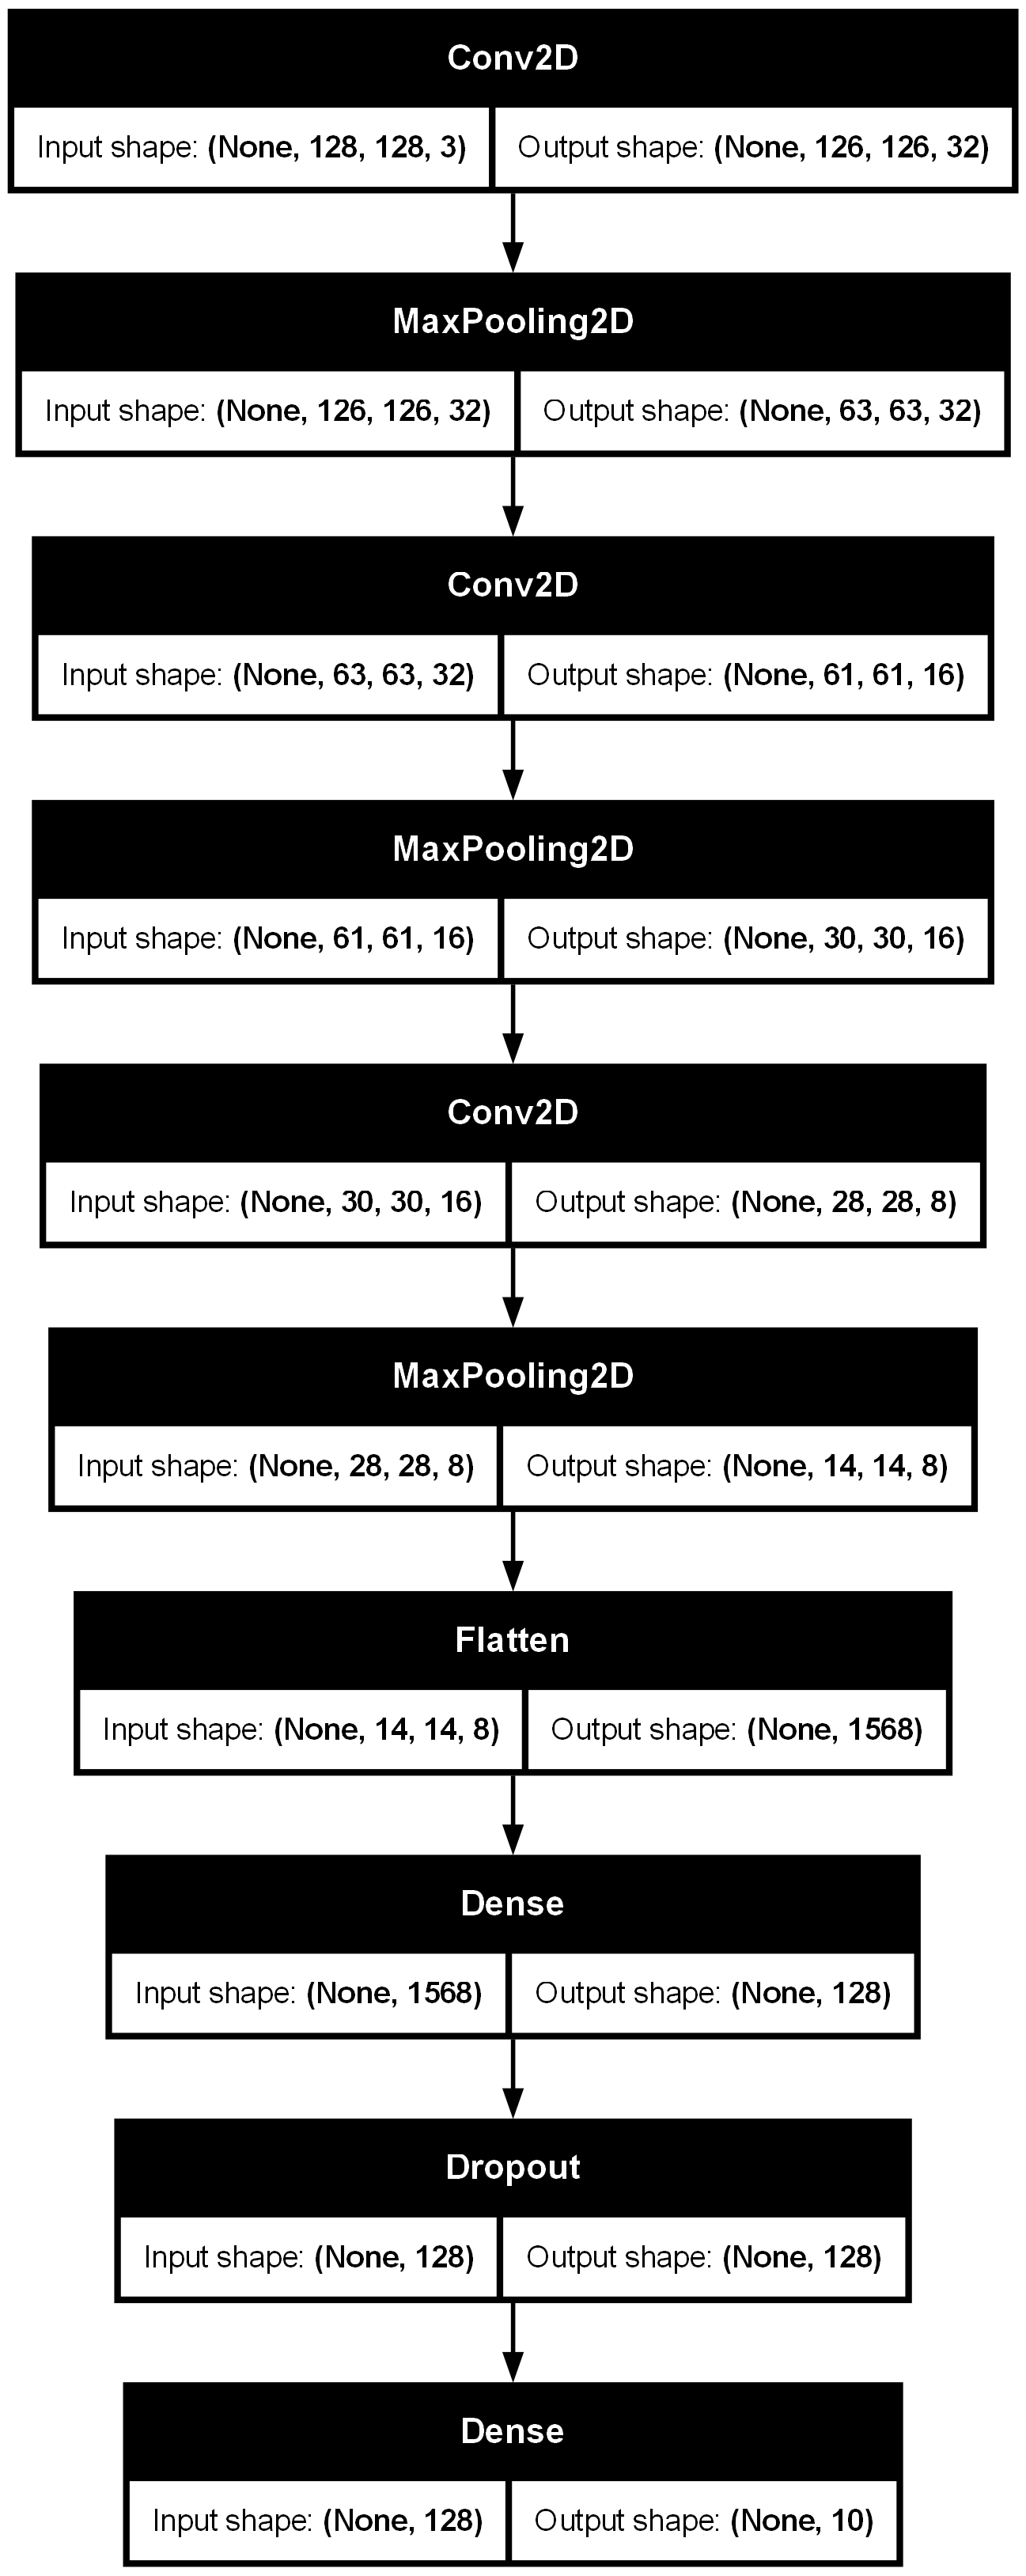 Conv2D
Input shape: (None, 128, 128, 3) Output shape: (None, 126, 126, 32)
MaxPooling2D
Input shape: (None, 126, 126, 32) Output shape: (None, 63, 63, 32)
Conv2D
Input shape: (None, 63, 63, 32) Output shape: (None, 61, 61, 16)
MaxPooling2D
Input shape: (None, 61, 61, 16) Output shape: (None, 30, 30, 16)
Conv2D
Input shape: (None, 30, 30, 16) Output shape: (None, 28, 28, 8)
MaxPooling2D
Input shape: (None, 28, 28, 8) Output shape: (None, 14, 14, 8)
Flatten
Input shape: (None, 14, 14, 8) Output shape: (None, 1568)
Dense
Input shape: (None, 1568) Output shape: (None, 128)
Dropout
Input shape: (None, 128) Output shape: (None, 128)
Dense
Input shape: (None, 128) Output shape: (None, 10)